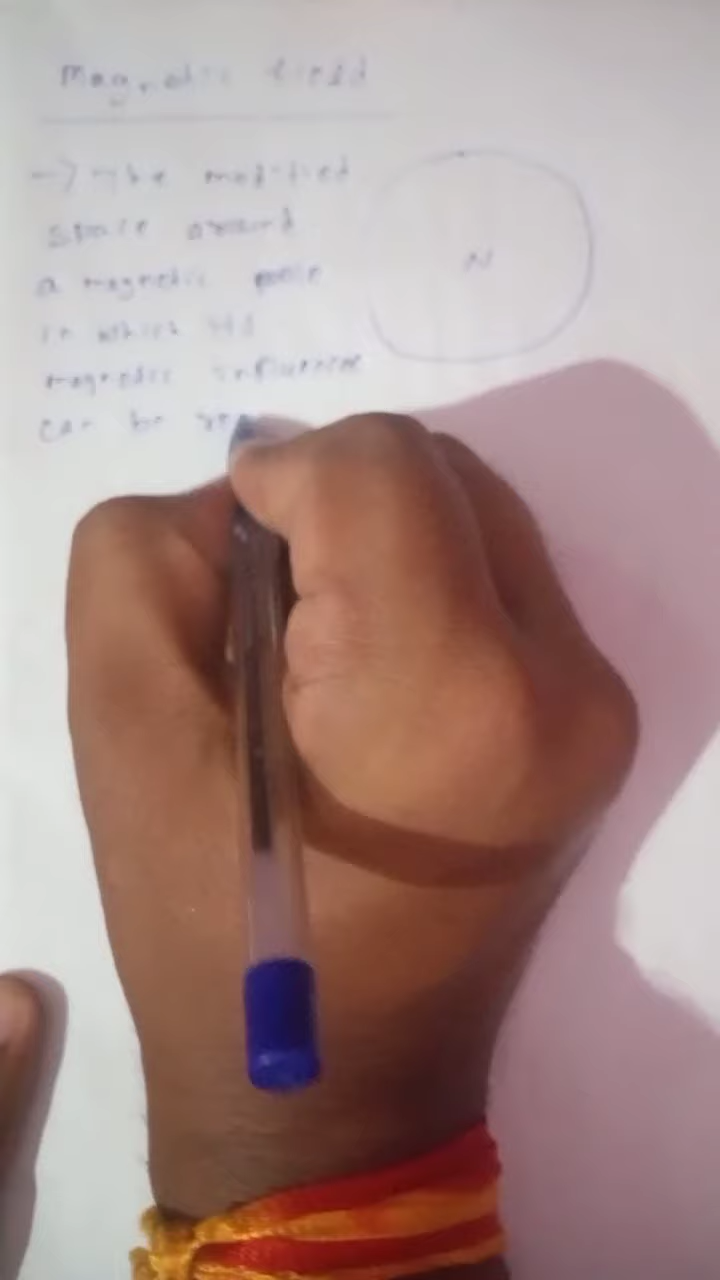 Magnetic field
→ The modified
space around
a magnetic pole
in which its
magnetic influence
can be
N